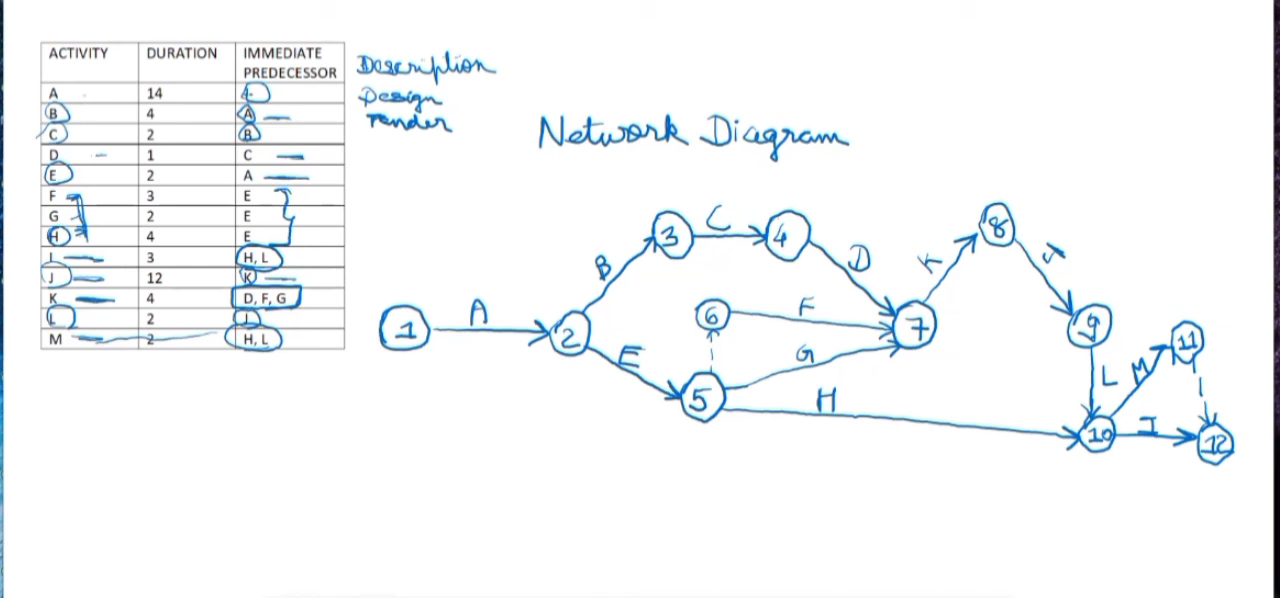 ACTIVITY DURATION IMMEDIATE PREDECESSOR
A 14 -
B 4 A
C 2 B
D 1 C
E 2 A
F 3 E
G 2 E
H 4 E
I 3 H, L
J 12 K
K 4 D, F, G
L 2 J
M 2 H, L
Description
Design
Tender
Network Diagram
8
3 C 4
B D K J
6 F
1 A 2 7 9 11
E G
5 H L M
10 I 12